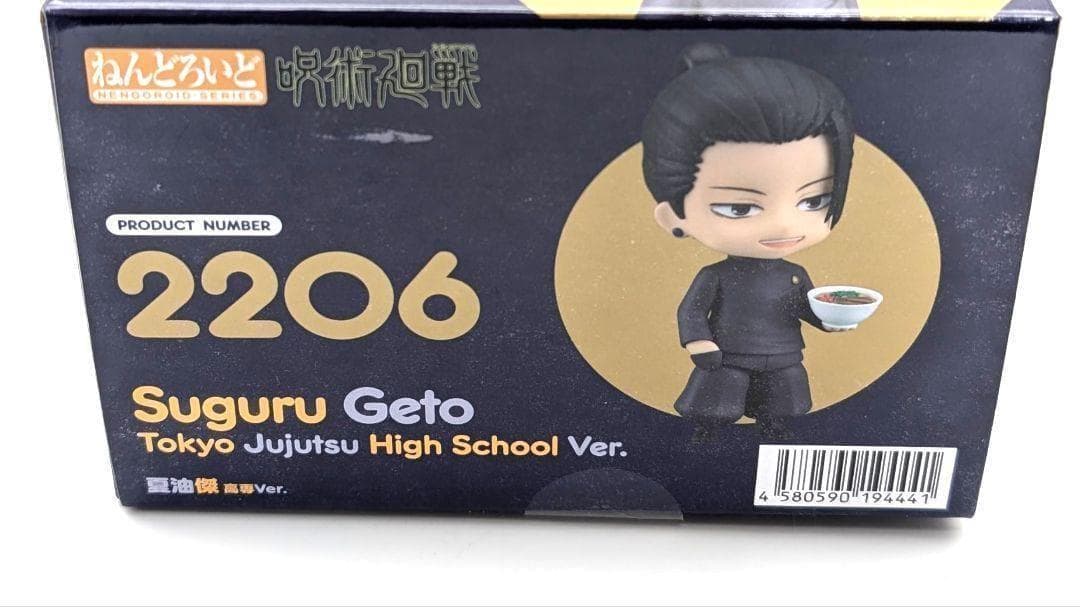 ねんどろいど
NENDOROID SERIES
呪術廻戦
PRODUCT NUMBER
2206
Suguru Geto
Tokyo Jujutsu High School Ver.
夏油傑 高専Ver.
4 580590 194441